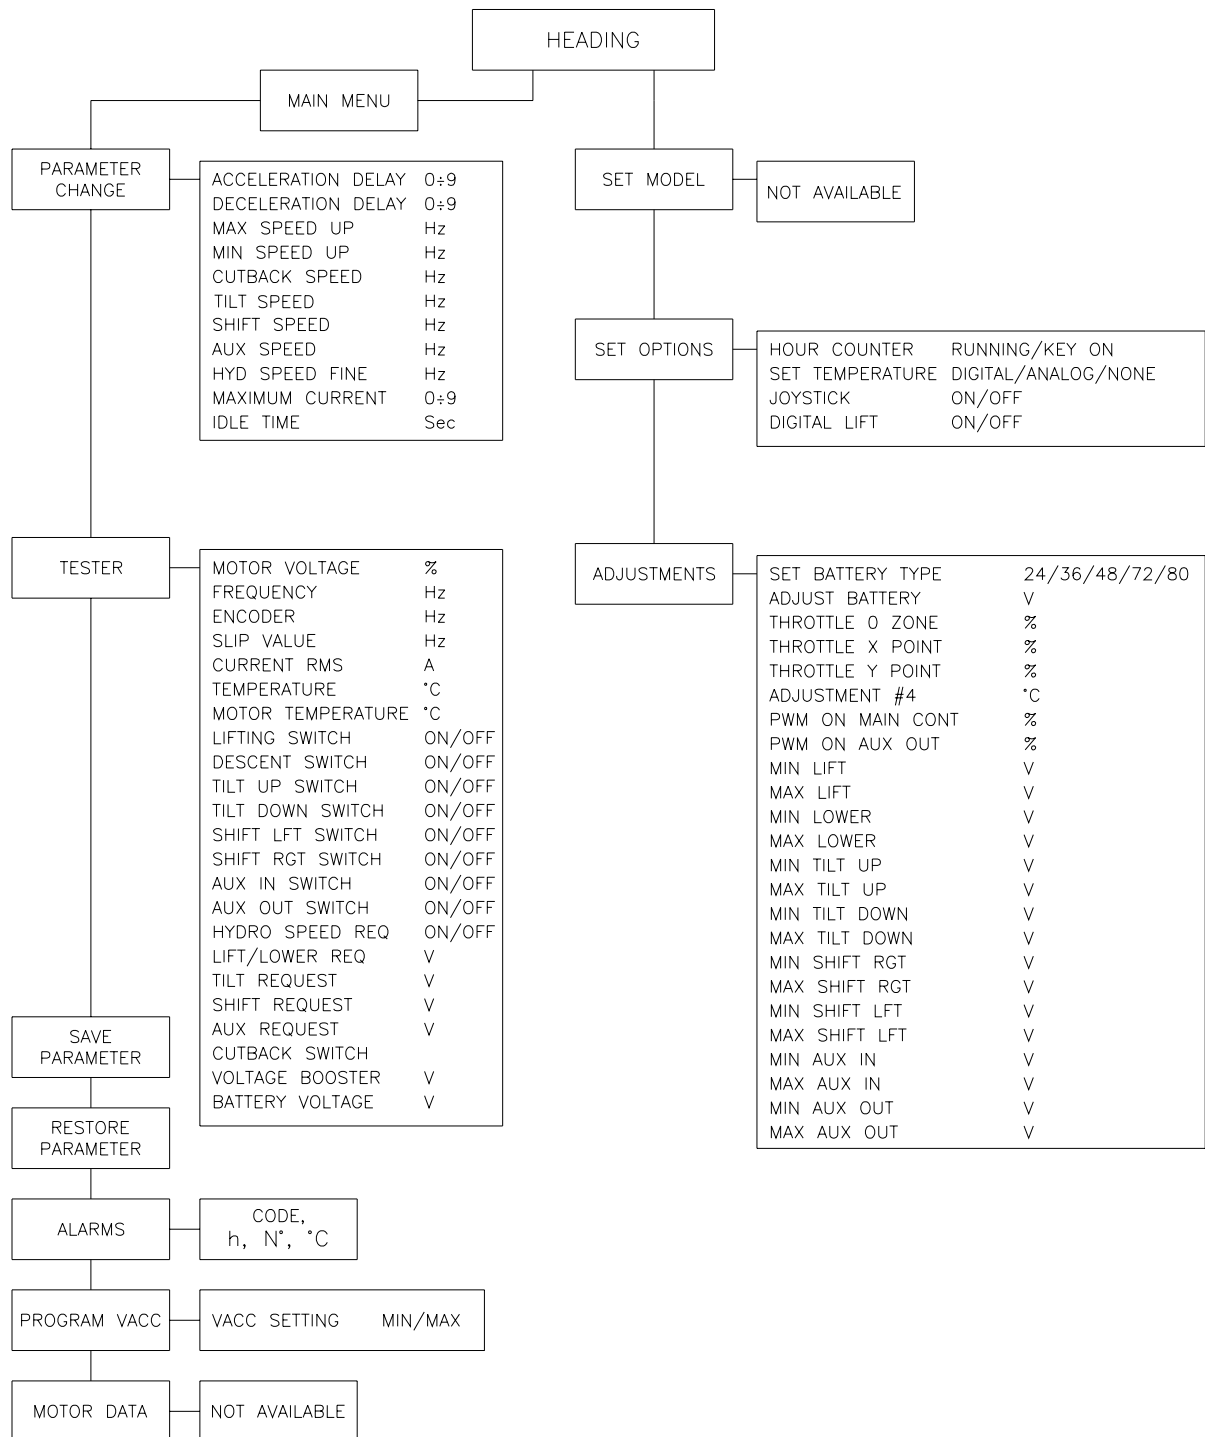 HEADING
MAIN MENU
PARAMETER
CHANGE
ACCELERATION DELAY 0÷9
DECELERATION DELAY 0÷9
MAX SPEED UP Hz
MIN SPEED UP Hz
CUTBACK SPEED Hz
TILT SPEED Hz
SHIFT SPEED Hz
AUX SPEED Hz
HYD SPEED FINE Hz
MAXIMUM CURRENT 0÷9
IDLE TIME Sec
TESTER
MOTOR VOLTAGE %
FREQUENCY Hz
ENCODER Hz
SLIP VALUE Hz
CURRENT RMS A
TEMPERATURE °C
MOTOR TEMPERATURE °C
LIFTING SWITCH ON/OFF
DESCENT SWITCH ON/OFF
TILT UP SWITCH ON/OFF
TILT DOWN SWITCH ON/OFF
SHIFT LFT SWITCH ON/OFF
SHIFT RGT SWITCH ON/OFF
AUX IN SWITCH ON/OFF
AUX OUT SWITCH ON/OFF
HYDRO SPEED REQ ON/OFF
LIFT/LOWER REQ V
TILT REQUEST V
SHIFT REQUEST V
AUX REQUEST V
CUTBACK SWITCH
VOLTAGE BOOSTER V
BATTERY VOLTAGE V
SAVE
PARAMETER
RESTORE
PARAMETER
ALARMS
CODE,
h, N°, °C
PROGRAM VACC
VACC SETTING MIN/MAX
MOTOR DATA
NOT AVAILABLE
SET MODEL
NOT AVAILABLE
SET OPTIONS
HOUR COUNTER RUNNING/KEY ON
SET TEMPERATURE DIGITAL/ANALOG/NONE
JOYSTICK ON/OFF
DIGITAL LIFT ON/OFF
ADJUSTMENTS
SET BATTERY TYPE 24/36/48/72/80
ADJUST BATTERY V
THROTTLE 0 ZONE %
THROTTLE X POINT %
THROTTLE Y POINT %
ADJUSTMENT #4 °C
PWM ON MAIN CONT %
PWM ON AUX OUT %
MIN LIFT V
MAX LIFT V
MIN LOWER V
MAX LOWER V
MIN TILT UP V
MAX TILT UP V
MIN TILT DOWN V
MAX TILT DOWN V
MIN SHIFT RGT V
MAX SHIFT RGT V
MIN SHIFT LFT V
MAX SHIFT LFT V
MIN AUX IN V
MAX AUX IN V
MIN AUX OUT V
MAX AUX OUT V